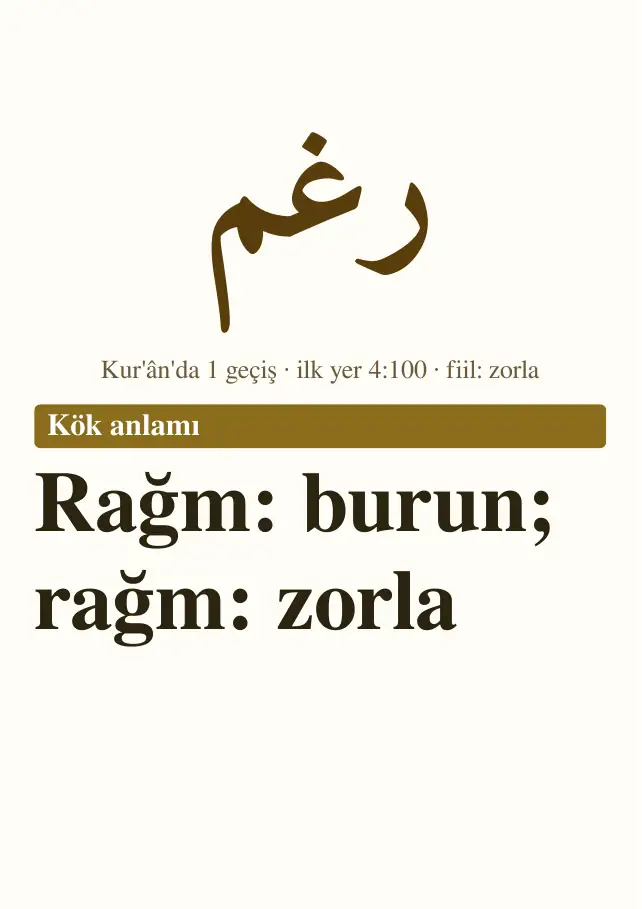 رغم
Kur'ân'da 1 geçiş · ilk yer 4:100 · fiil: zorla
Kök anlamı
Rağm: burun;
rağm: zorla